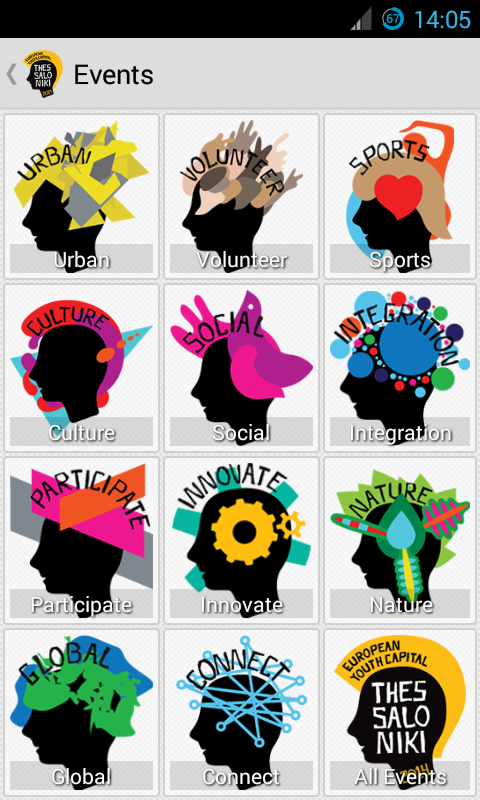 67 14:05
EUROPEAN
YOUTH CAPITAL
THES
SALO
NIKI
2014
Events
URBAN
Urban
VOLUNTEER
Volunteer
SPORTS
Sports
CULTURE
Culture
SOCIAL
Social
INTEGRATION
Integration
PARTICIPATE
Participate
INNOVATE
Innovate
NATURE
Nature
GLOBAL
Global
CONNECT
Connect
EUROPEAN
YOUTH CAPITAL
THES
SALO
NIKI
2014
All Events